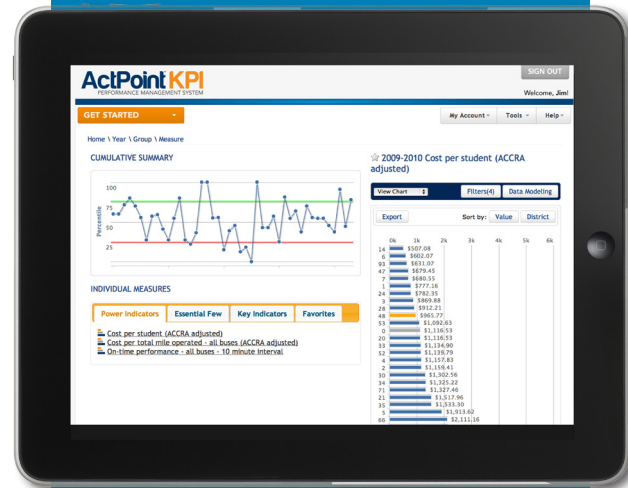 ActPoint KPI
PERFORMANCE MANAGEMENT SYSTEM
SIGN OUT
Welcome, Jim!
GET STARTED
My Account
Tools
Help
Home \ Year \ Group \ Measure
CUMULATIVE SUMMARY
Percentile
100
75
50
25
INDIVIDUAL MEASURES
Power Indicators
Essential Few
Key Indicators
Favorites
Cost per student (ACCRA adjusted)
Cost per total mile operated - all buses (ACCRA adjusted)
On-time performance - all buses - 10 minute interval
2009-2010 Cost per student (ACCRA
adjusted)
View Chart
Filters(4)
Data Modeling
Export
Sort by:
Value
District
0k 1k 2k 3k 4k 5k 6k
14 $507.08
6 $602.07
93 $631.07
47 $679.45
7 $680.55
1 $777.16
24 $782.35
3 $869.88
28 $912.21
48 $965.77
53 $1,092.63
0 $1,116.53
20 $1,116.53
33 $1,134.90
52 $1,139.79
4 $1,157.83
2 $1,159.41
30 $1,302.56
34 $1,325.22
71 $1,327.46
21 $1,517.96
35 $1,533.30
5 $1,913.62
66 $2,111.16